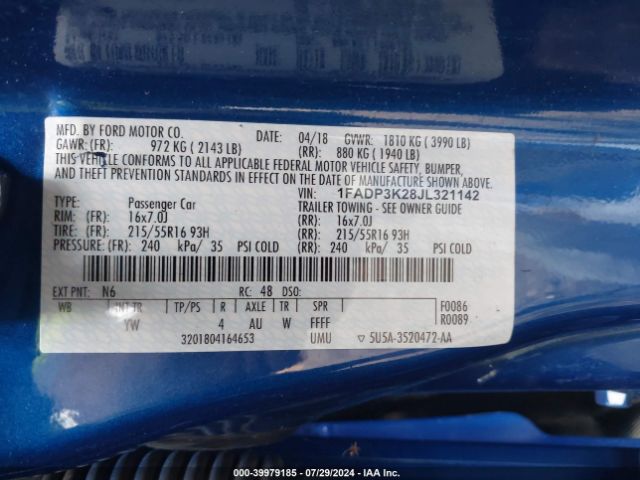 MFD. BY FORD MOTOR CO.
DATE: 04/18 GVWR: 1810 KG ( 3990 LB)
GAWR: (FR): 972 KG ( 2143 LB) (RR): 880 KG ( 1940 LB)
THIS VEHICLE CONFORMS TO ALL APPLICABLE FEDERAL MOTOR VEHICLE SAFETY, BUMPER,
AND THEFT PREVENTION STANDARDS IN EFFECT ON THE DATE OF MANUFACTURE SHOWN ABOVE.
VIN: 1FADP3K28JL321142
TYPE: Passenger Car TRAILER TOWING - SEE OWNER GUIDE
RIM: (FR): 16x7.0J (RR): 16x7.0J
TIRE: (FR): 215/55R16 93H (RR): 215/55R16 93H
PRESSURE: (FR): 240 kPa/ 35 PSI COLD (RR): 240 kPa/ 35 PSI COLD
EXT PNT: N6 RC: 48 DSO:
WB INT TR TP/PS R AXLE TR SPR F0086
YW 4 AU W FFFF R0089
3201804164653 UMU ▽ 5U5A-3520472-AA
000-39979185 / 07/29/2024 - IAA Inc.